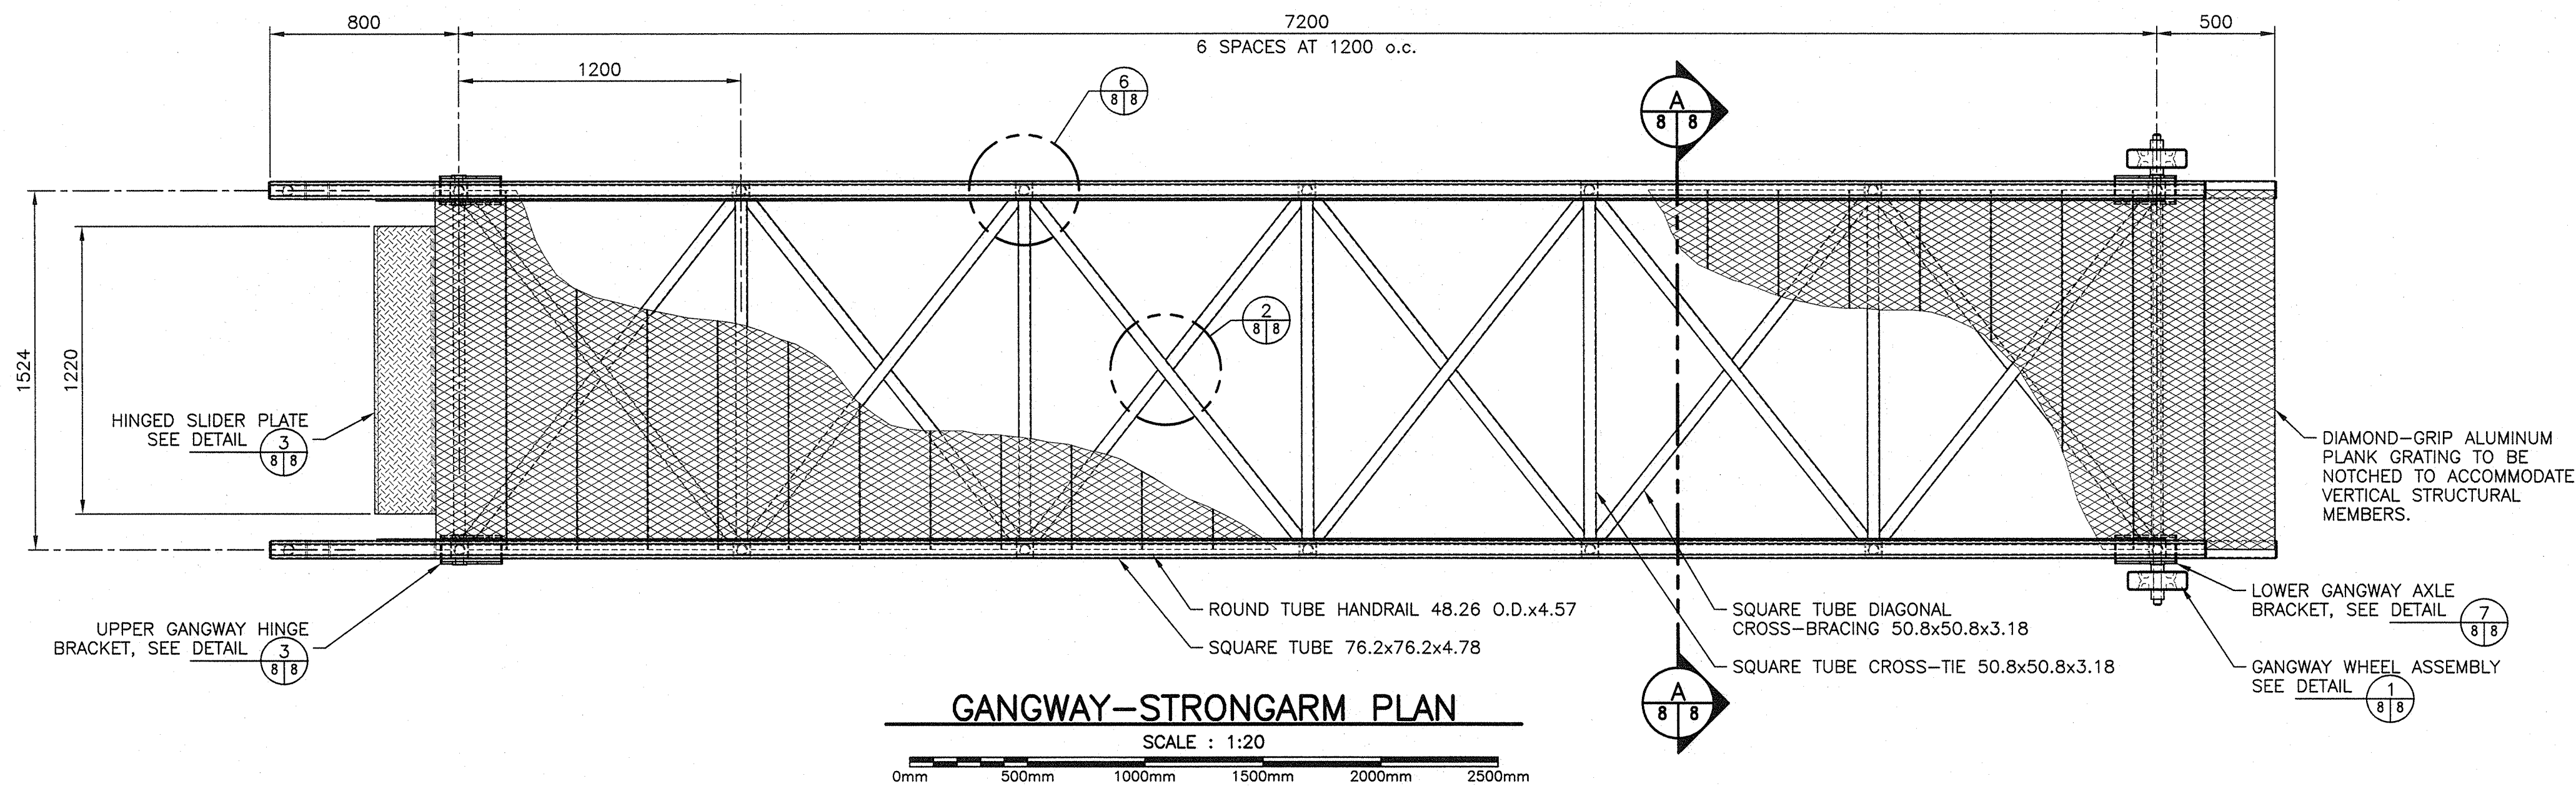 800
7200
500
6 SPACES AT 1200 o.c.
1200
6
8 8
A
8 8
2
8 8
1524
1220
HINGED SLIDER PLATE
SEE DETAIL 3
8 8
DIAMOND-GRIP ALUMINUM
PLANK GRATING TO BE
NOTCHED TO ACCOMMODATE
VERTICAL STRUCTURAL
MEMBERS.
UPPER GANGWAY HINGE
BRACKET, SEE DETAIL 3
8 8
ROUND TUBE HANDRAIL 48.26 O.D.x4.57
SQUARE TUBE 76.2x76.2x4.78
SQUARE TUBE DIAGONAL
CROSS-BRACING 50.8x50.8x3.18
SQUARE TUBE CROSS-TIE 50.8x50.8x3.18
LOWER GANGWAY AXLE
BRACKET, SEE DETAIL 7
8 8
GANGWAY WHEEL ASSEMBLY
SEE DETAIL 1
8 8
A
8 8
GANGWAY-STRONGARM PLAN
SCALE : 1:20
0mm 500mm 1000mm 1500mm 2000mm 2500mm